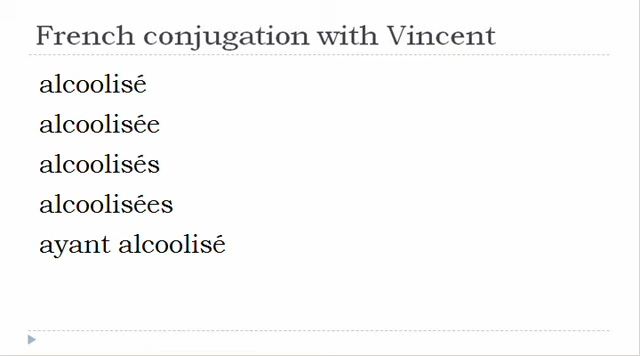 French conjugation with Vincent
alcoolisé
alcoolisée
alcoolisés
alcoolisées
ayant alcoolisé